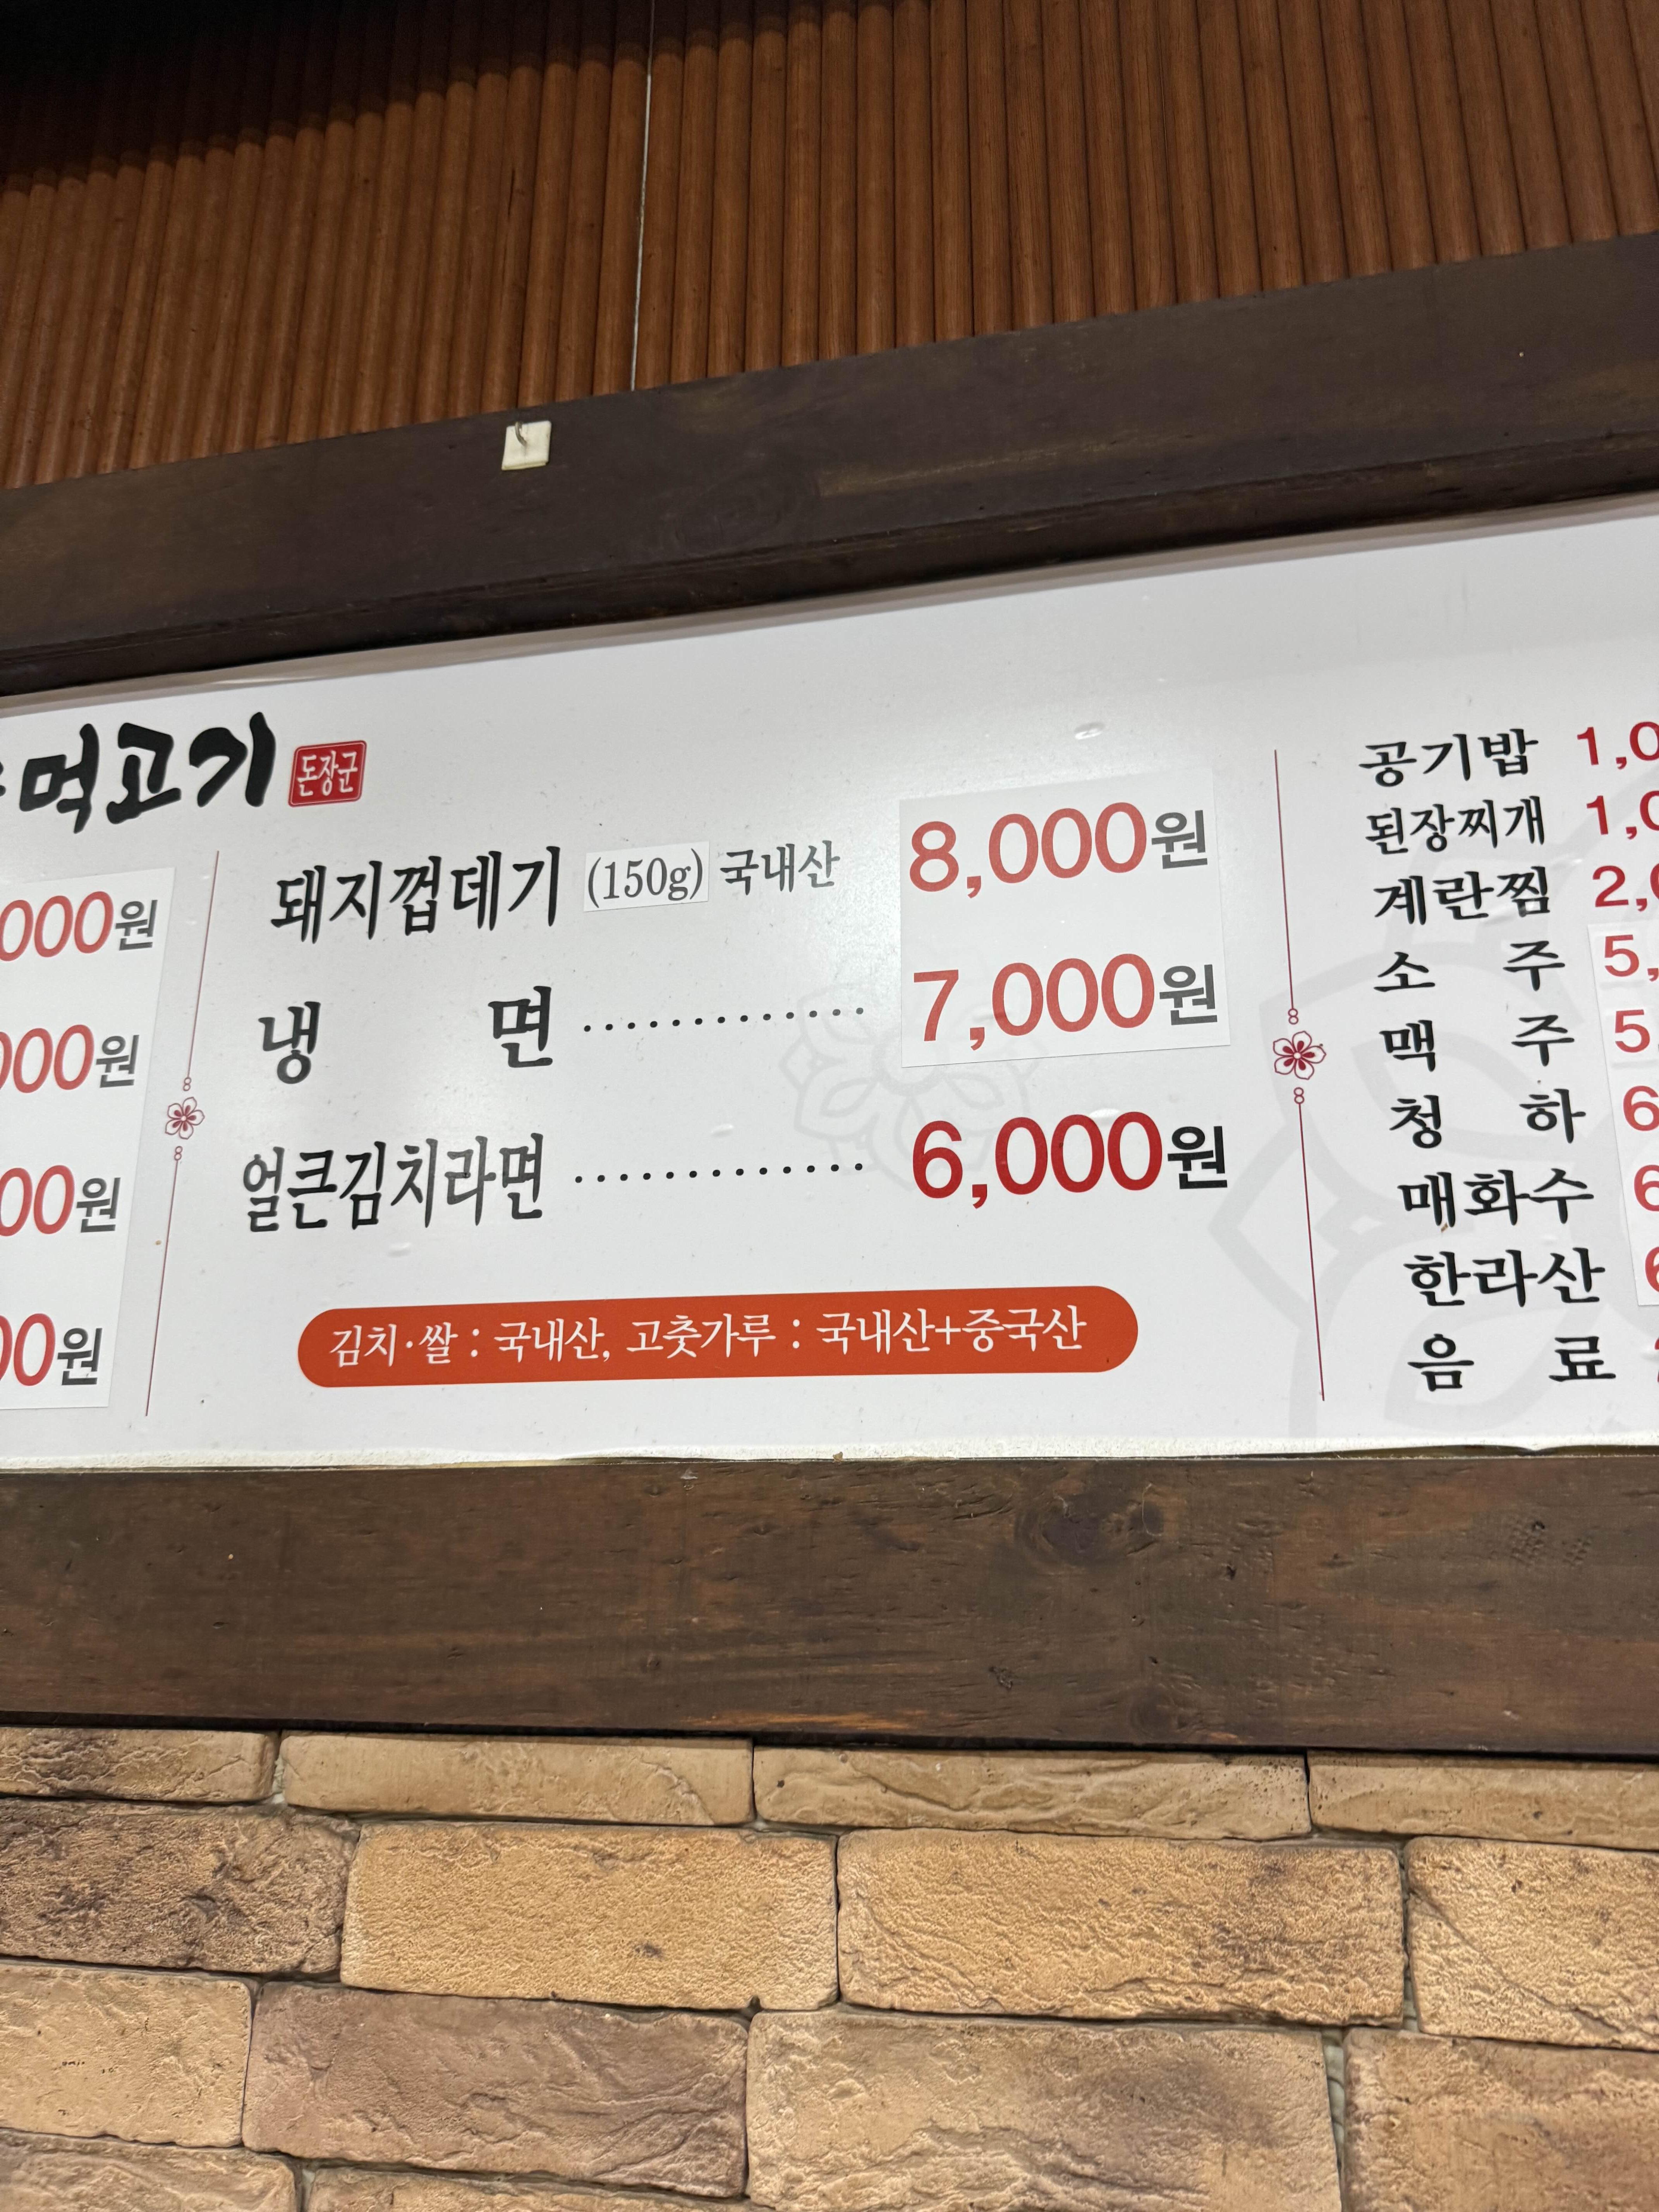 먹고기 돈장군
000원
000원
00원
00원
돼지껍데기 (150g) 국내산 8,000원
냉 면 ············· 7,000원
얼큰김치라면 ············· 6,000원
김치·쌀 : 국내산, 고춧가루 : 국내산+중국산
공기밥 1,0
된장찌개 1,0
계란찜 2,0
소 주 5,
맥 주 5
청 하 6
매화수 6
한라산 6
음 료